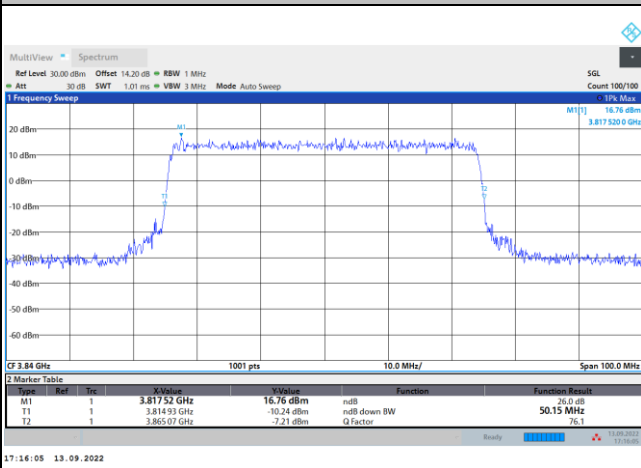 MultiView Spectrum
Ref Level 30.00 dBm Offset 14.20 dB RBW 1 MHz SGL
Att 30 dB SWT 1.01 ms VBW 3 MHz Mode Auto Sweep Count 100/100
1 Frequency Sweep 1Pk Max
M1[1] 16.76 dBm
3.817 520 0 GHz
M1
20 dBm
10 dBm
0 dBm
T3
T2
-10 dBm
-20 dBm
-30 dBm
-40 dBm
-50 dBm
-60 dBm
CF 3.84 GHz 1001 pts 10.0 MHz/ Span 100.0 MHz
2 Marker Table
Type Ref Trc X-Value Y-Value Function Function Result
M1 1 3.817 52 GHz 16.76 dBm ndB 26.0 dB
T1 1 3.814 93 GHz -10.24 dBm ndB down BW 50.15 MHz
T2 1 3.865 07 GHz -7.21 dBm Q Factor 76.1
Ready 13.09.2022
17:16:05
17:16:05 13.09.2022